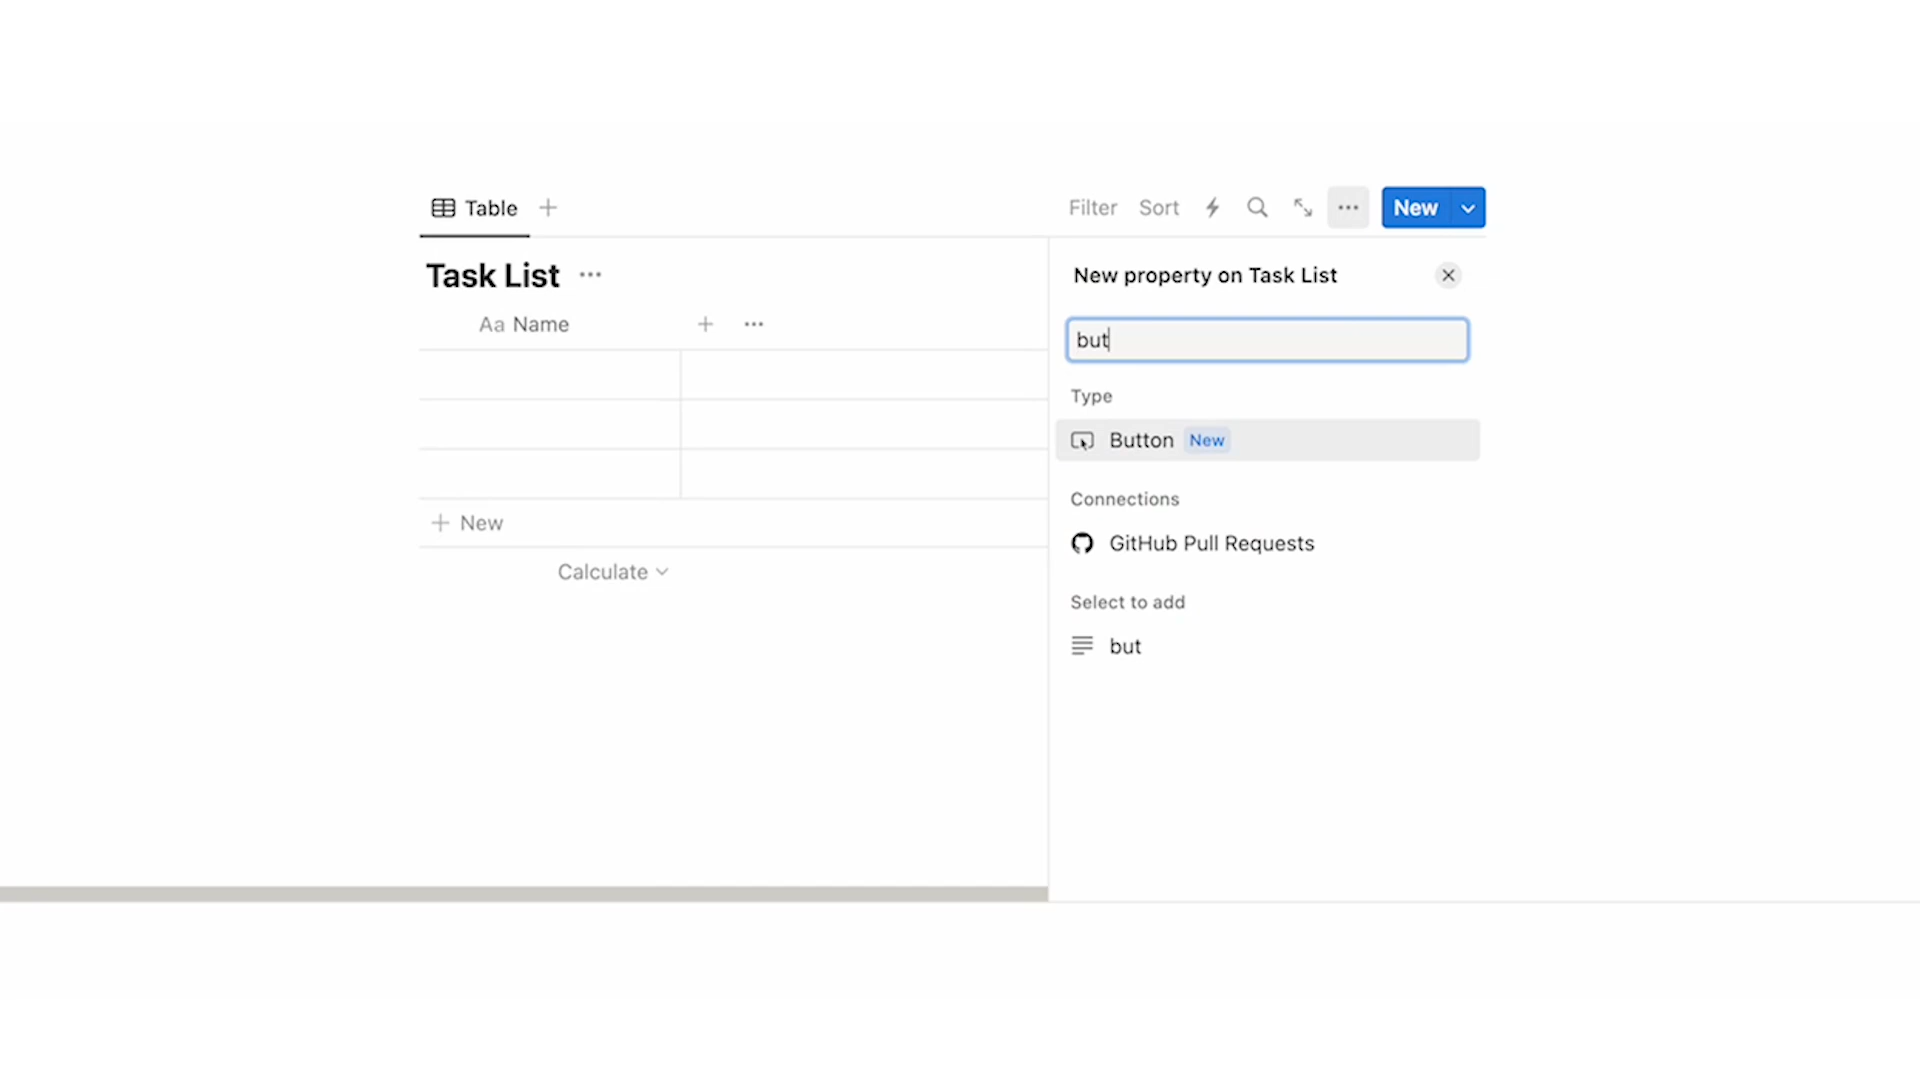 Table
Filter Sort New
Task List
New property on Task List
Aa Name
but
Type
Button New
Connections
New
GitHub Pull Requests
Calculate
Select to add
but